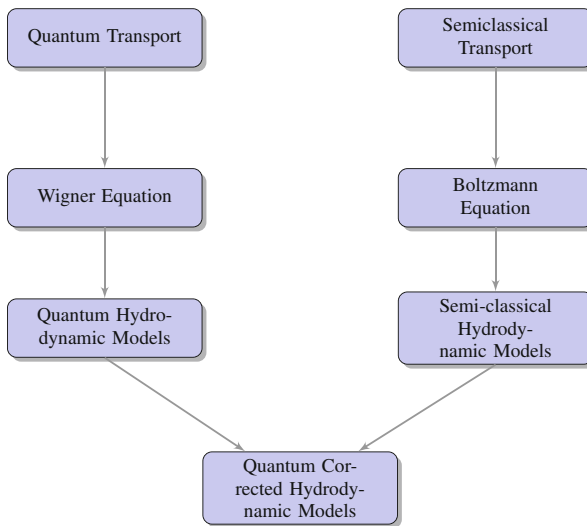 Quantum Transport
Semiclassical
Transport
Wigner Equation
Boltzmann
Equation
Quantum Hydro-
dynamic Models
Semi-classical
Hydrody-
namic Models
Quantum Cor-
rected Hydrody-
namic Models